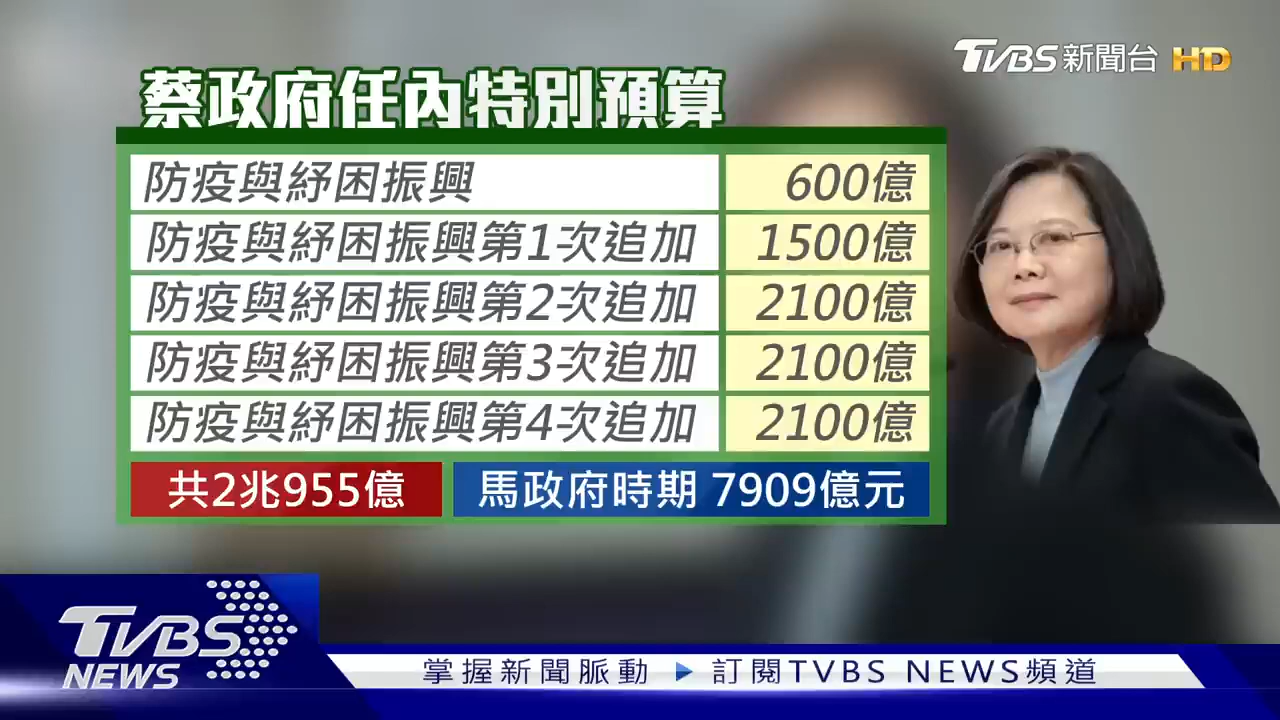 TVBS新聞台 HD
蔡政府任內特別預算
防疫與紓困振興 600億
防疫與紓困振興第1次追加 1500億
防疫與紓困振興第2次追加 2100億
防疫與紓困振興第3次追加 2100億
防疫與紓困振興第4次追加 2100億
共2兆955億 馬政府時期 7909億元
TVBS
NEWS
掌握新聞脈動 ▶ 訂閱TVBS NEWS頻道